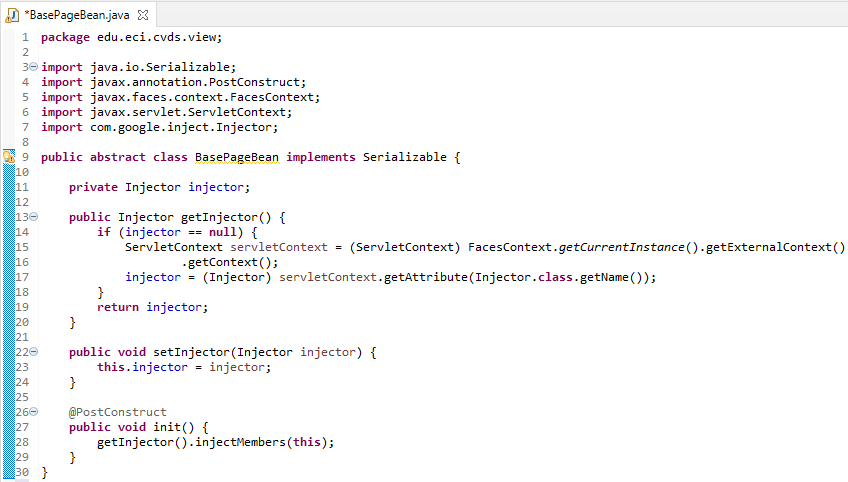 *BasePageBean.java
1 package edu.eci.cvds.view;
2
3 import java.io.Serializable;
4 import javax.annotation.PostConstruct;
5 import javax.faces.context.FacesContext;
6 import javax.servlet.ServletContext;
7 import com.google.inject.Injector;
8
9 public abstract class BasePageBean implements Serializable {
10
11     private Injector injector;
12
13     public Injector getInjector() {
14         if (injector == null) {
15             ServletContext servletContext = (ServletContext) FacesContext.getCurrentInstance().getExternalContext()
16                     .getContext();
17             injector = (Injector) servletContext.getAttribute(Injector.class.getName());
18         }
19         return injector;
20     }
21
22     public void setInjector(Injector injector) {
23         this.injector = injector;
24     }
25
26     @PostConstruct
27     public void init() {
28         getInjector().injectMembers(this);
29     }
30 }